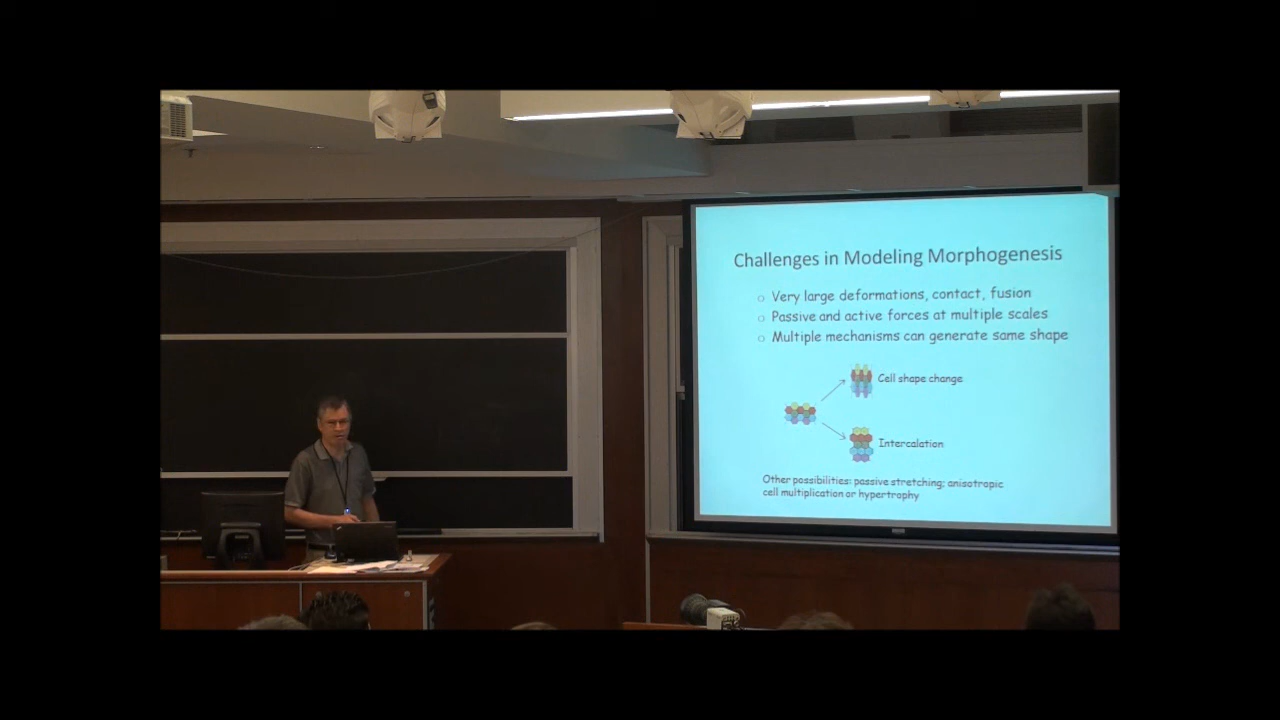 Challenges in Modeling Morphogenesis
○ Very large deformations, contact, fusion
○ Passive and active forces at multiple scales
○ Multiple mechanisms can generate same shape
Cell shape change
Intercalation
Other possibilities: passive stretching; anisotropic
cell multiplication or hypertrophy